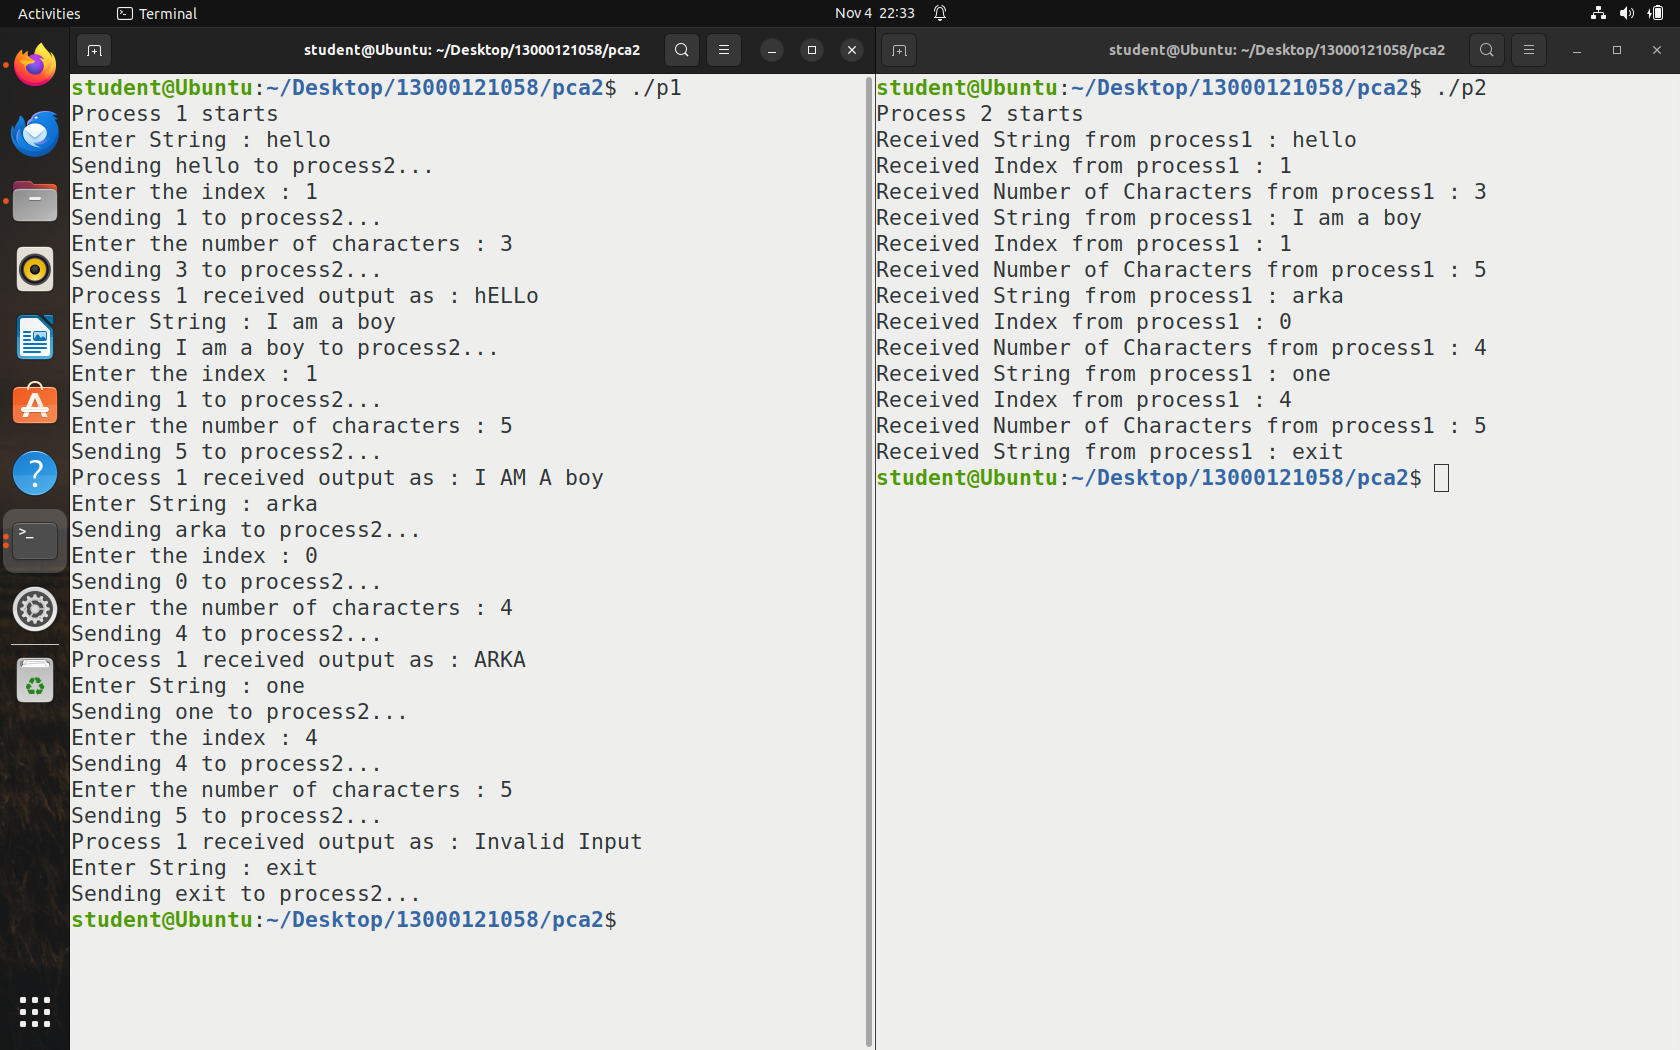 Activities
Terminal
Nov 4 22:33
student@Ubuntu: ~/Desktop/13000121058/pca2
student@Ubuntu:~/Desktop/13000121058/pca2$ ./p1
Process 1 starts
Enter String : hello
Sending hello to process2...
Enter the index : 1
Sending 1 to process2...
Enter the number of characters : 3
Sending 3 to process2...
Process 1 received output as : hELLo
Enter String : I am a boy
Sending I am a boy to process2...
Enter the index : 1
Sending 1 to process2...
Enter the number of characters : 5
Sending 5 to process2...
Process 1 received output as : I AM A boy
Enter String : arka
Sending arka to process2...
Enter the index : 0
Sending 0 to process2...
Enter the number of characters : 4
Sending 4 to process2...
Process 1 received output as : ARKA
Enter String : one
Sending one to process2...
Enter the index : 4
Sending 4 to process2...
Enter the number of characters : 5
Sending 5 to process2...
Process 1 received output as : Invalid Input
Enter String : exit
Sending exit to process2...
student@Ubuntu:~/Desktop/13000121058/pca2$
student@Ubuntu: ~/Desktop/13000121058/pca2
student@Ubuntu:~/Desktop/13000121058/pca2$ ./p2
Process 2 starts
Received String from process1 : hello
Received Index from process1 : 1
Received Number of Characters from process1 : 3
Received String from process1 : I am a boy
Received Index from process1 : 1
Received Number of Characters from process1 : 5
Received String from process1 : arka
Received Index from process1 : 0
Received Number of Characters from process1 : 4
Received String from process1 : one
Received Index from process1 : 4
Received Number of Characters from process1 : 5
Received String from process1 : exit
student@Ubuntu:~/Desktop/13000121058/pca2$